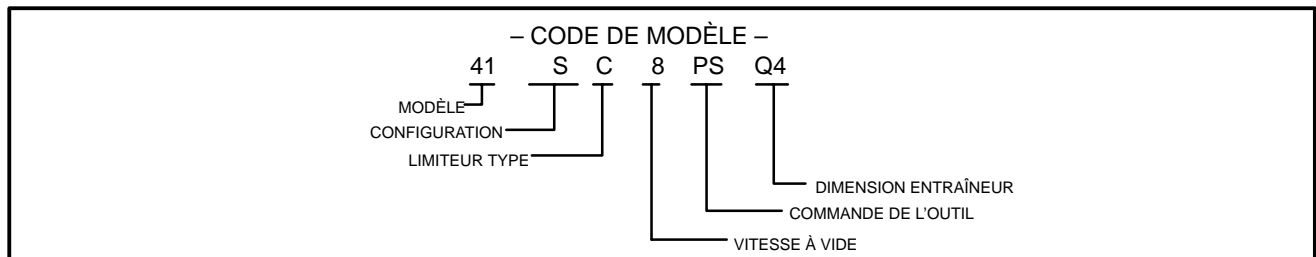 – CODE DE MODÈLE –
41 S C 8 PS Q4
MODÈLE
CONFIGURATION
LIMITEUR TYPE
DIMENSION ENTRAÎNEUR
COMMANDE DE L'OUTIL
VITESSE À VIDE